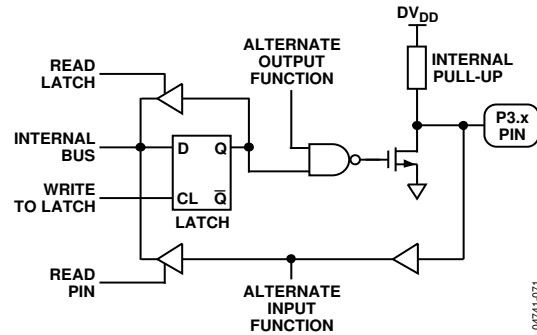 DVDD
ALTERNATE
OUTPUT
FUNCTION
READ
LATCH
INTERNAL
PULL-UP
P3.x
PIN
INTERNAL
BUS
D Q
WRITE
TO LATCH
CL Q̅
LATCH
READ
PIN
ALTERNATE
INPUT
FUNCTION
04741-071